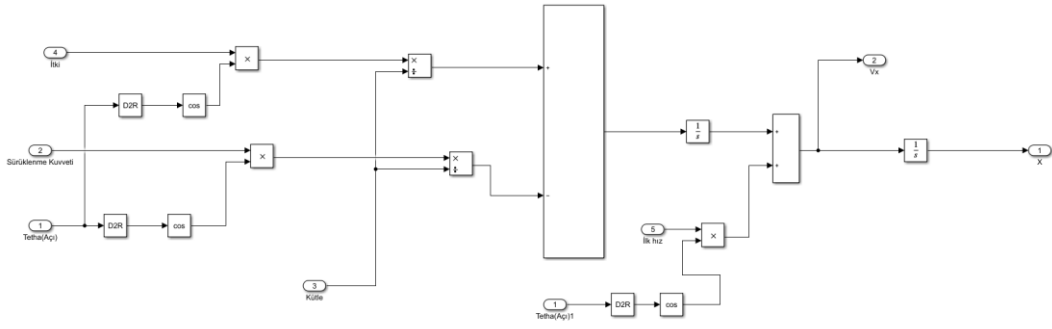 4
İtki
×
D2R
cos
×
÷
+
2
Vx
2
Sürüklenme Kuvveti
×
×
÷
1
s
+
+
1
s
1
X
1
Tetha(Açı)
D2R
cos
−
5
İlk hız
×
3
Kütle
1
Tetha(Açı)1
D2R
cos